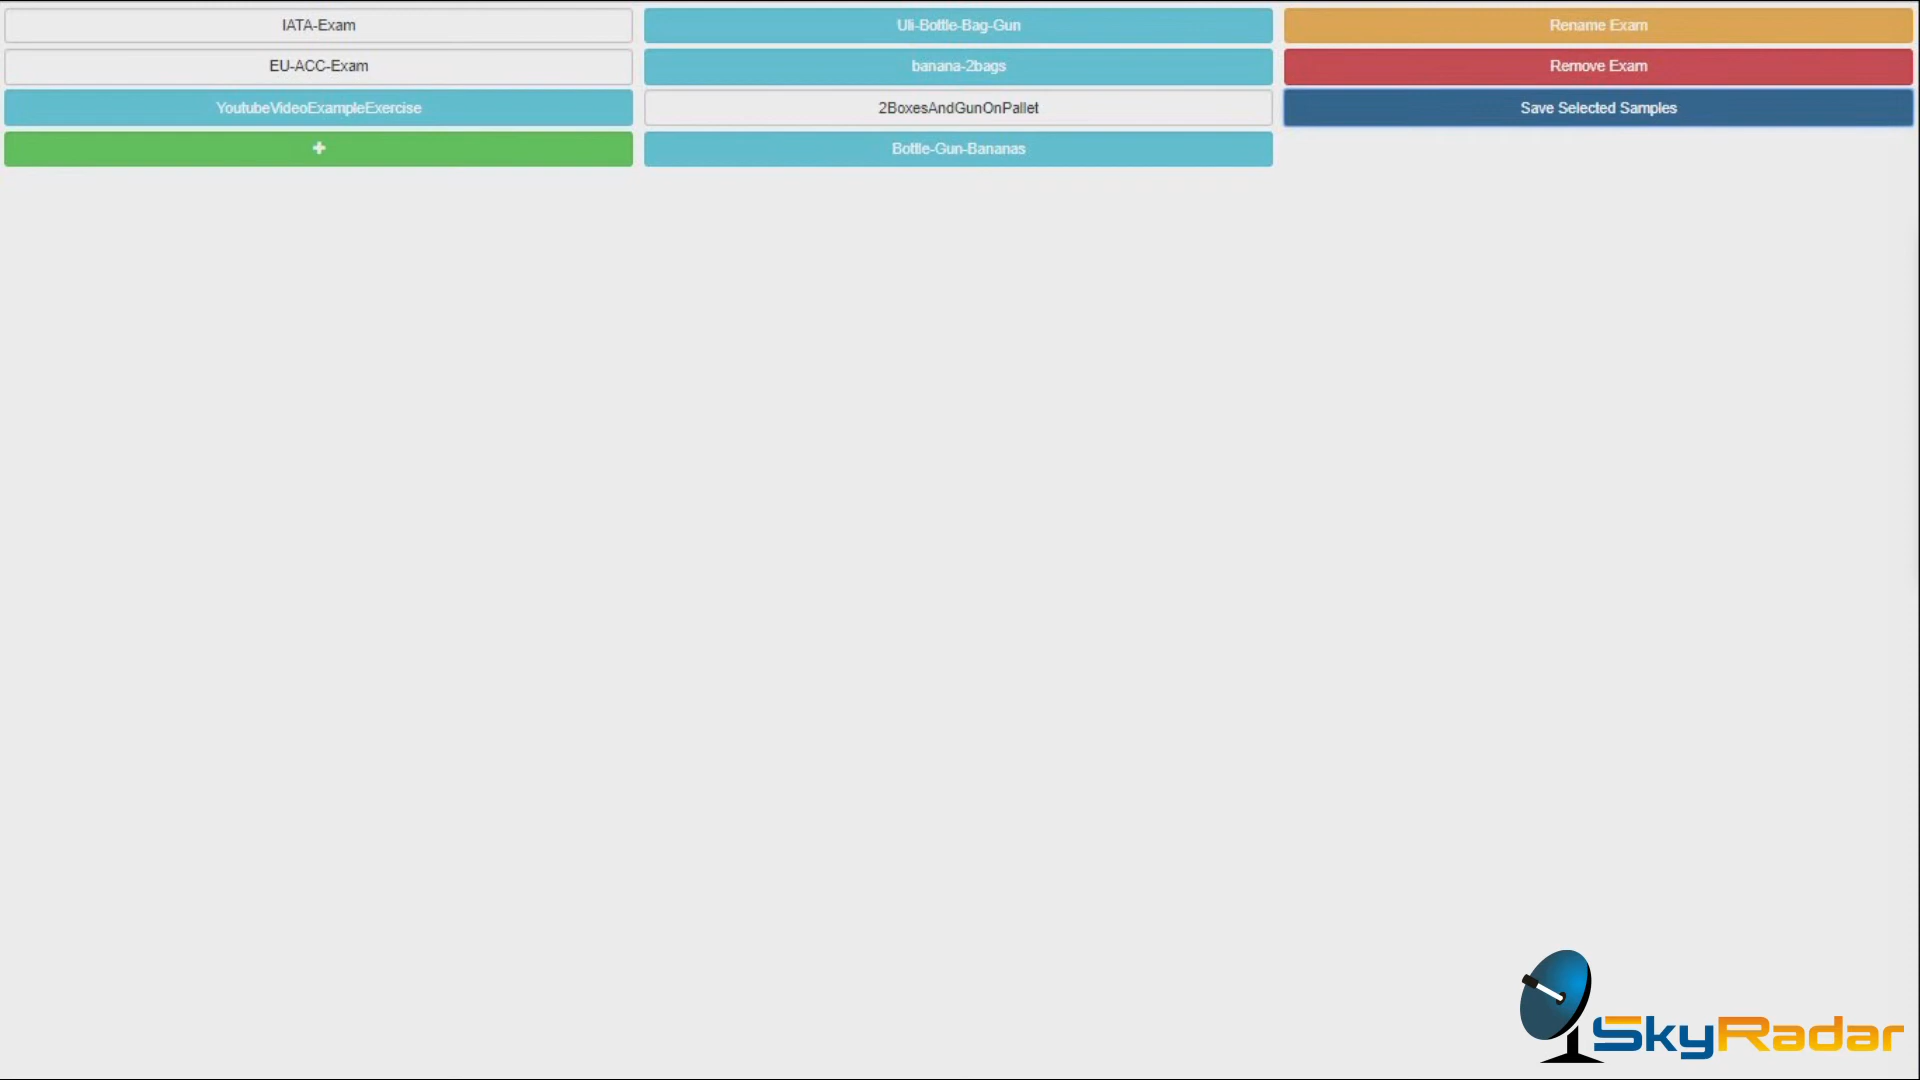 IATA-Exam
EU-ACC-Exam
YoutubeVideoExampleExercise
+
Uli-Bottle-Bag-Gun
banana-2bags
2BoxesAndGunOnPallet
Bottle-Gun-Bananas
Rename Exam
Remove Exam
Save Selected Samples
SkyRadar